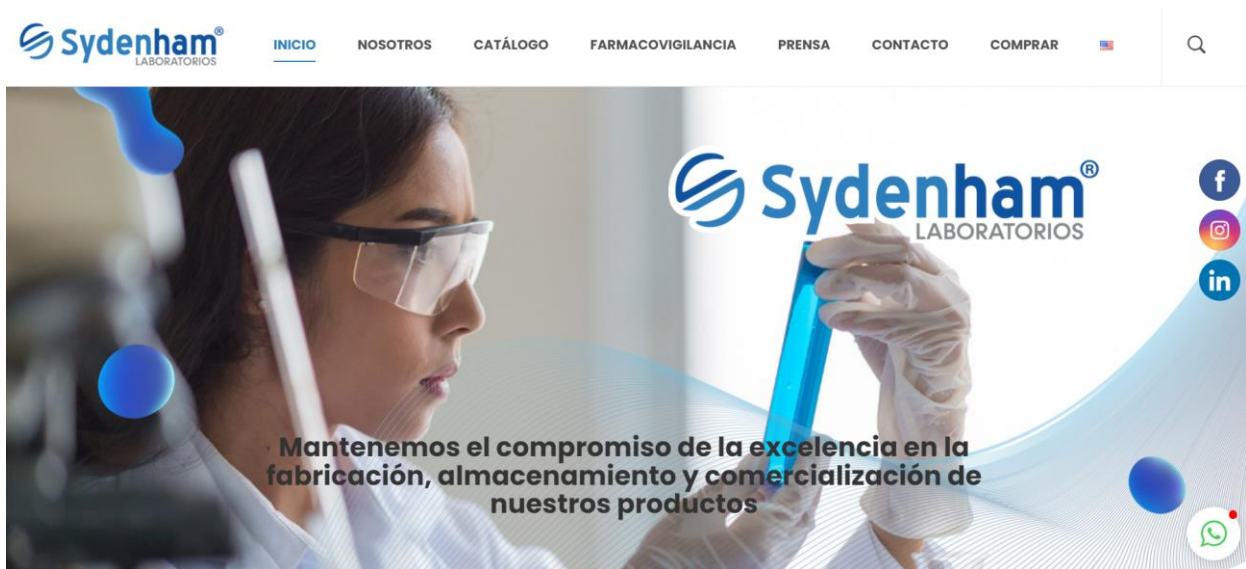 Sydenham®
LABORATORIOS
INICIO NOSOTROS CATÁLOGO FARMACOVIGILANCIA PRENSA CONTACTO COMPRAR
Sydenham®
LABORATORIOS
f
in
Mantenemos el compromiso de la excelencia en la
fabricación, almacenamiento y comercialización de
nuestros productos